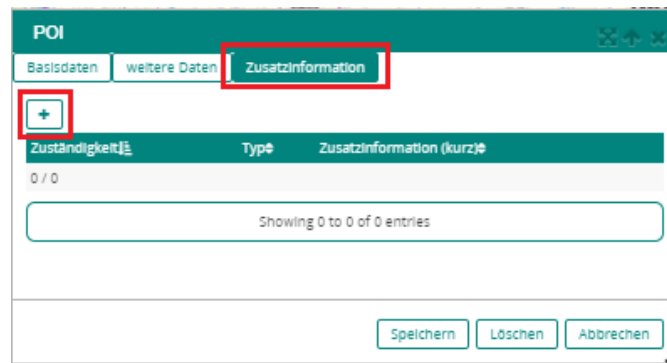 POI
Basisdaten weitere Daten Zusatzinformation
+
Zuständigkeit Typ Zusatzinformation (kurz)
0 / 0
Showing 0 to 0 of 0 entries
Speichern Löschen Abbrechen